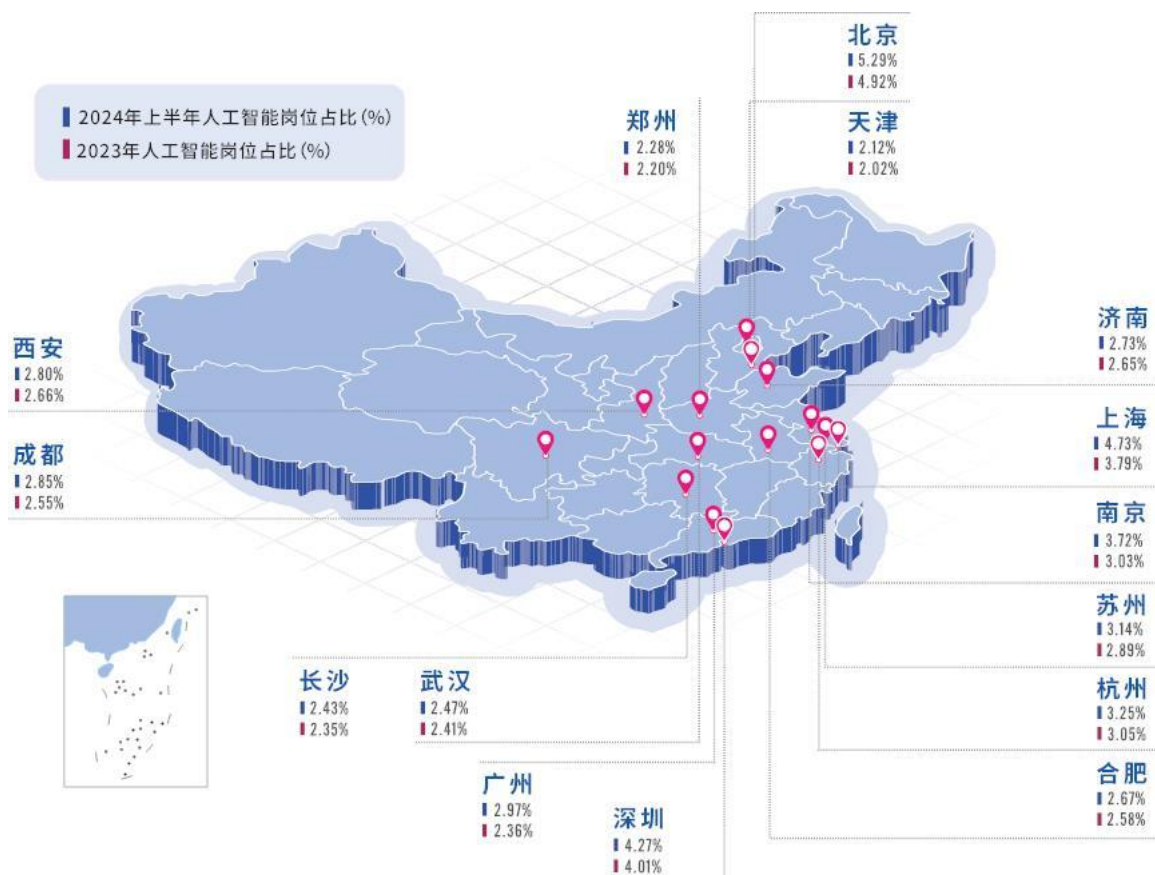 2024年上半年人工智能岗位占比(%)
2023年人工智能岗位占比(%)
北京
5.29%
4.92%
郑州
2.28%
2.20%
天津
2.12%
2.02%
济南
2.73%
2.65%
西安
2.80%
2.66%
上海
4.73%
3.79%
成都
2.85%
2.55%
南京
3.72%
3.03%
苏州
3.14%
2.89%
长沙
2.43%
2.35%
武汉
2.47%
2.41%
杭州
3.25%
3.05%
广州
2.97%
2.36%
合肥
2.67%
2.58%
深圳
4.27%
4.01%